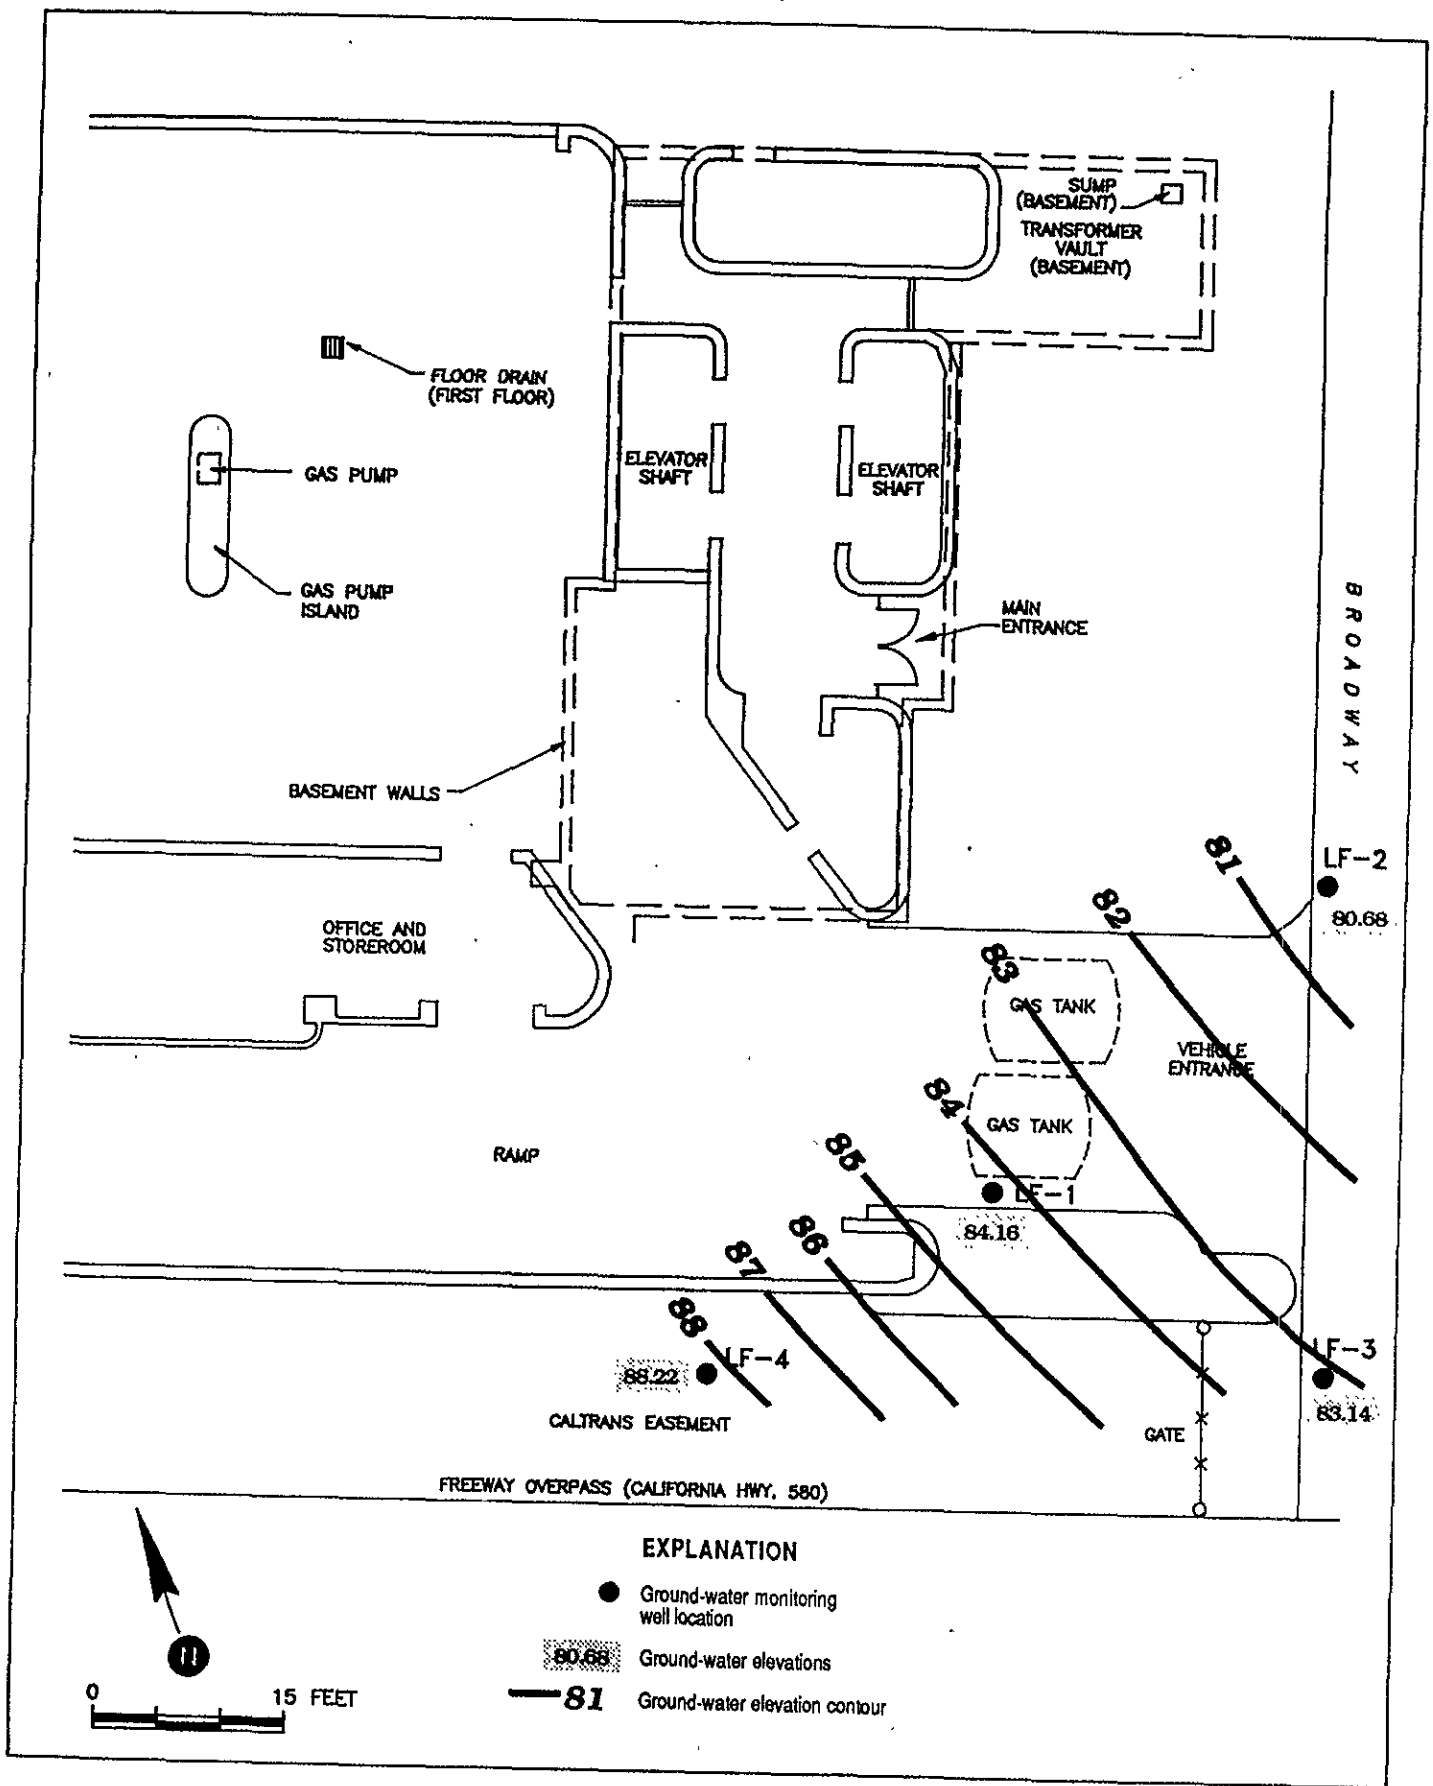 SUMP
(BASEMENT)
TRANSFORMER
VAULT
(BASEMENT)
FLOOR DRAIN
(FIRST FLOOR)
GAS PUMP
ELEVATOR
SHAFT
ELEVATOR
SHAFT
GAS PUMP
ISLAND
MAIN
ENTRANCE
BROADWAY
BASEMENT WALLS
81
LF-2
80.68
82
OFFICE AND
STOREROOM
83
GAS TANK
VEHICLE
ENTRANCE
84
GAS TANK
85
RAMP
LF-1
84.16
86
87
88
LF-4
88.22
LF-3
83.14
CALTRANS EASEMENT
GATE
FREEWAY OVERPASS (CALIFORNIA HWY. 580)
N
0 15 FEET
EXPLANATION
Ground-water monitoring
well location
80.68 Ground-water elevations
81 Ground-water elevation contour